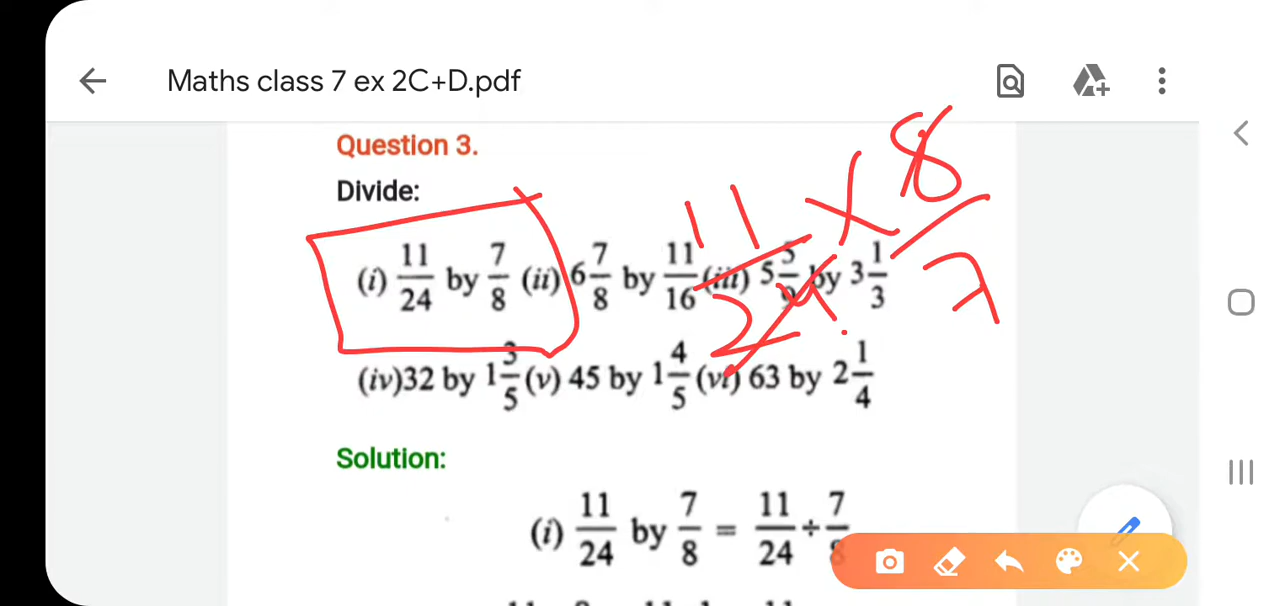 Maths class 7 ex 2C+D.pdf
Question 3.
Divide:
(i) 11/24 by 7/8 (ii) 6 7/8 by 11/16 (iii) 5 5/9 by 3 1/3
11/24 × 8/7
(iv) 32 by 1 3/5 (v) 45 by 1 4/5 (vi) 63 by 2 1/4
Solution:
(i) 11/24 by 7/8 = 11/24 ÷ 7/8